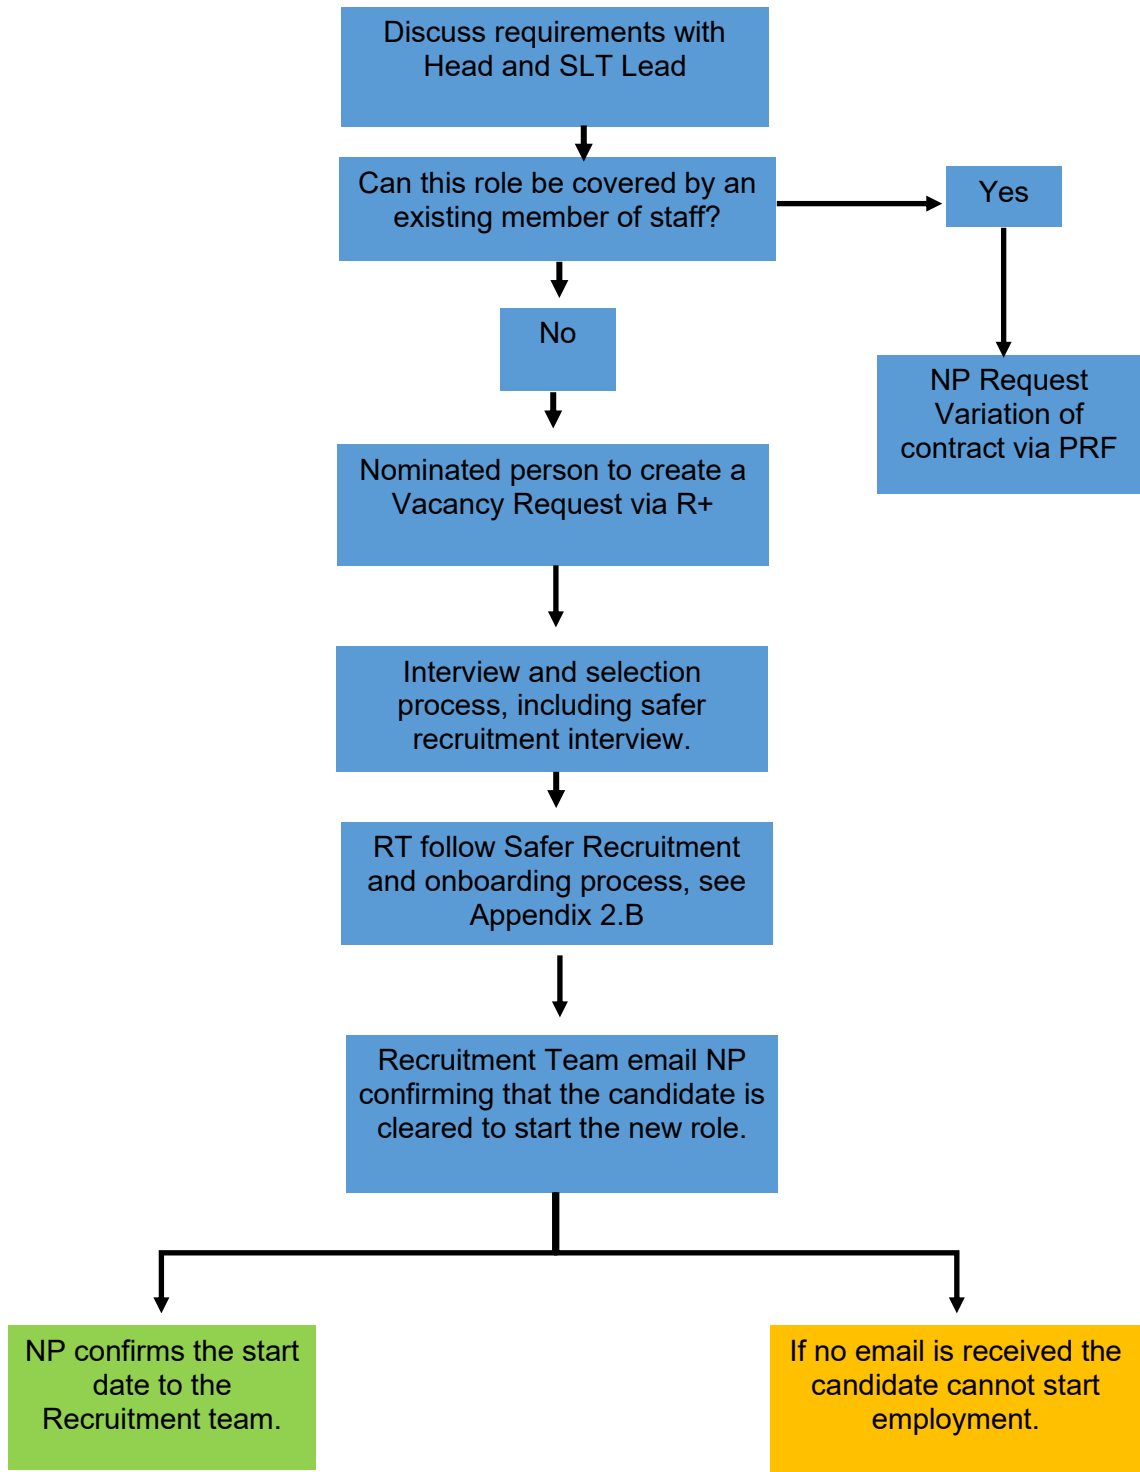 Discuss requirements with
Head and SLT Lead
Can this role be covered by an
existing member of staff?
Yes
No
NP Request
Variation of
contract via PRF
Nominated person to create a
Vacancy Request via R+
Interview and selection
process, including safer
recruitment interview.
RT follow Safer Recruitment
and onboarding process, see
Appendix 2.B
Recruitment Team email NP
confirming that the candidate is
cleared to start the new role.
NP confirms the start
date to the
Recruitment team.
If no email is received the
candidate cannot start
employment.